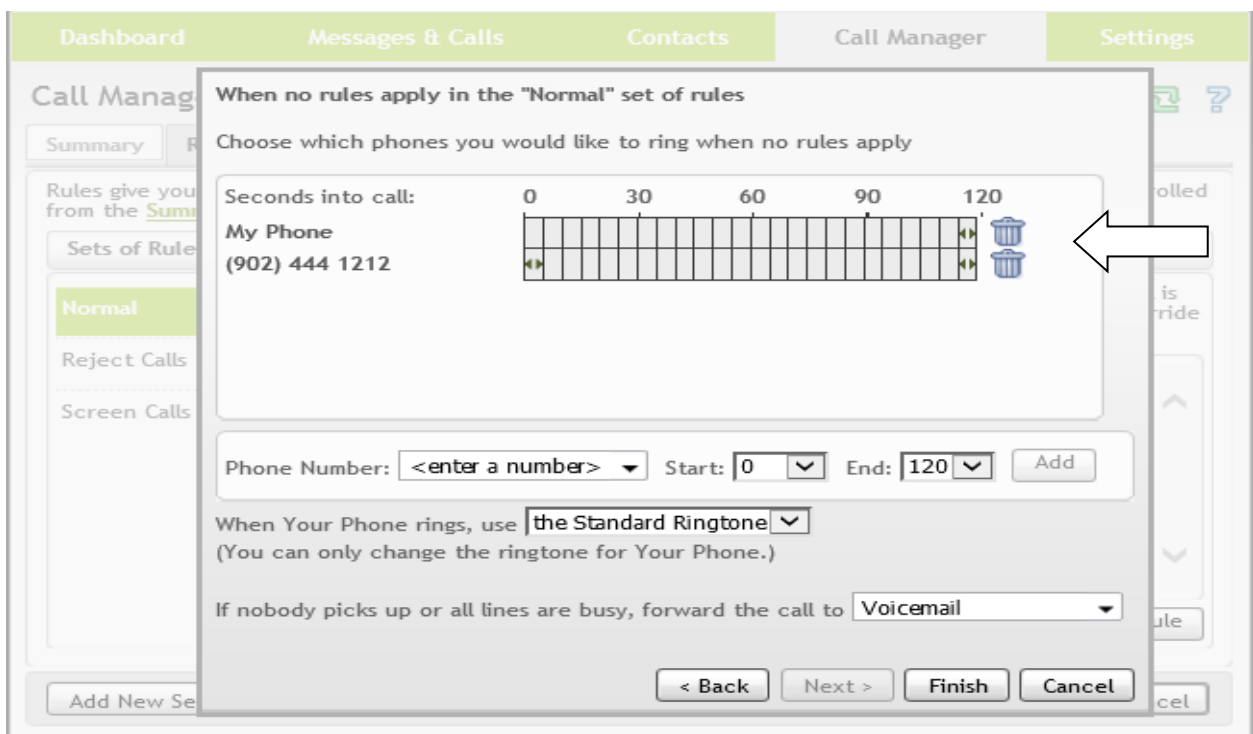 Dashboard Messages & Calls Contacts Call Manager Settings
Call Manag
When no rules apply in the "Normal" set of rules
?
Summary R
Choose which phones you would like to ring when no rules apply
Rules give you
from the Summ
olled
Sets of Rule
Seconds into call: 0 30 60 90 120
My Phone
(902) 444 1212
Normal
is
rride
Reject Calls
Screen Calls
Phone Number: <enter a number> Start: 0 End: 120 Add
When Your Phone rings, use the Standard Ringtone
(You can only change the ringtone for Your Phone.)
If nobody picks up or all lines are busy, forward the call to Voicemail
ule
< Back Next > Finish Cancel
Add New Se
cel